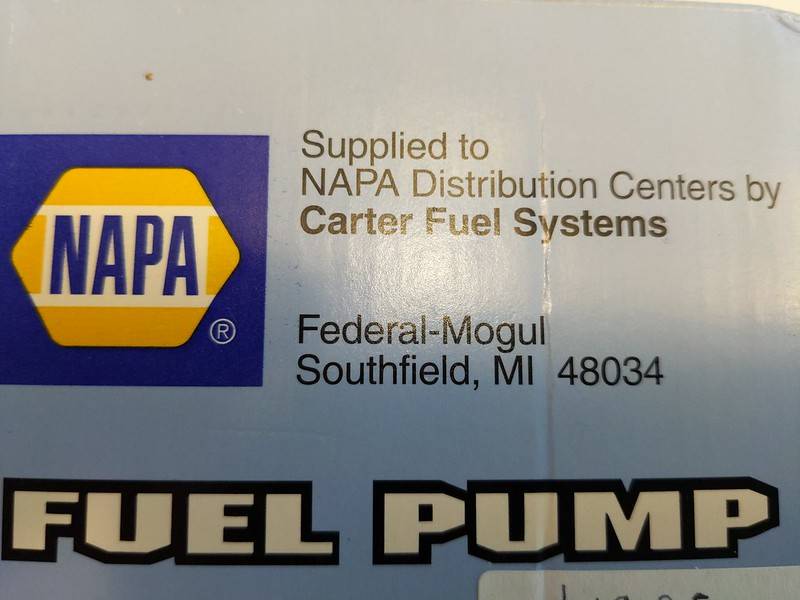 NAPA
®
Supplied to
NAPA Distribution Centers by
Carter Fuel Systems
Federal-Mogul
Southfield, MI 48034
FUEL PUMP